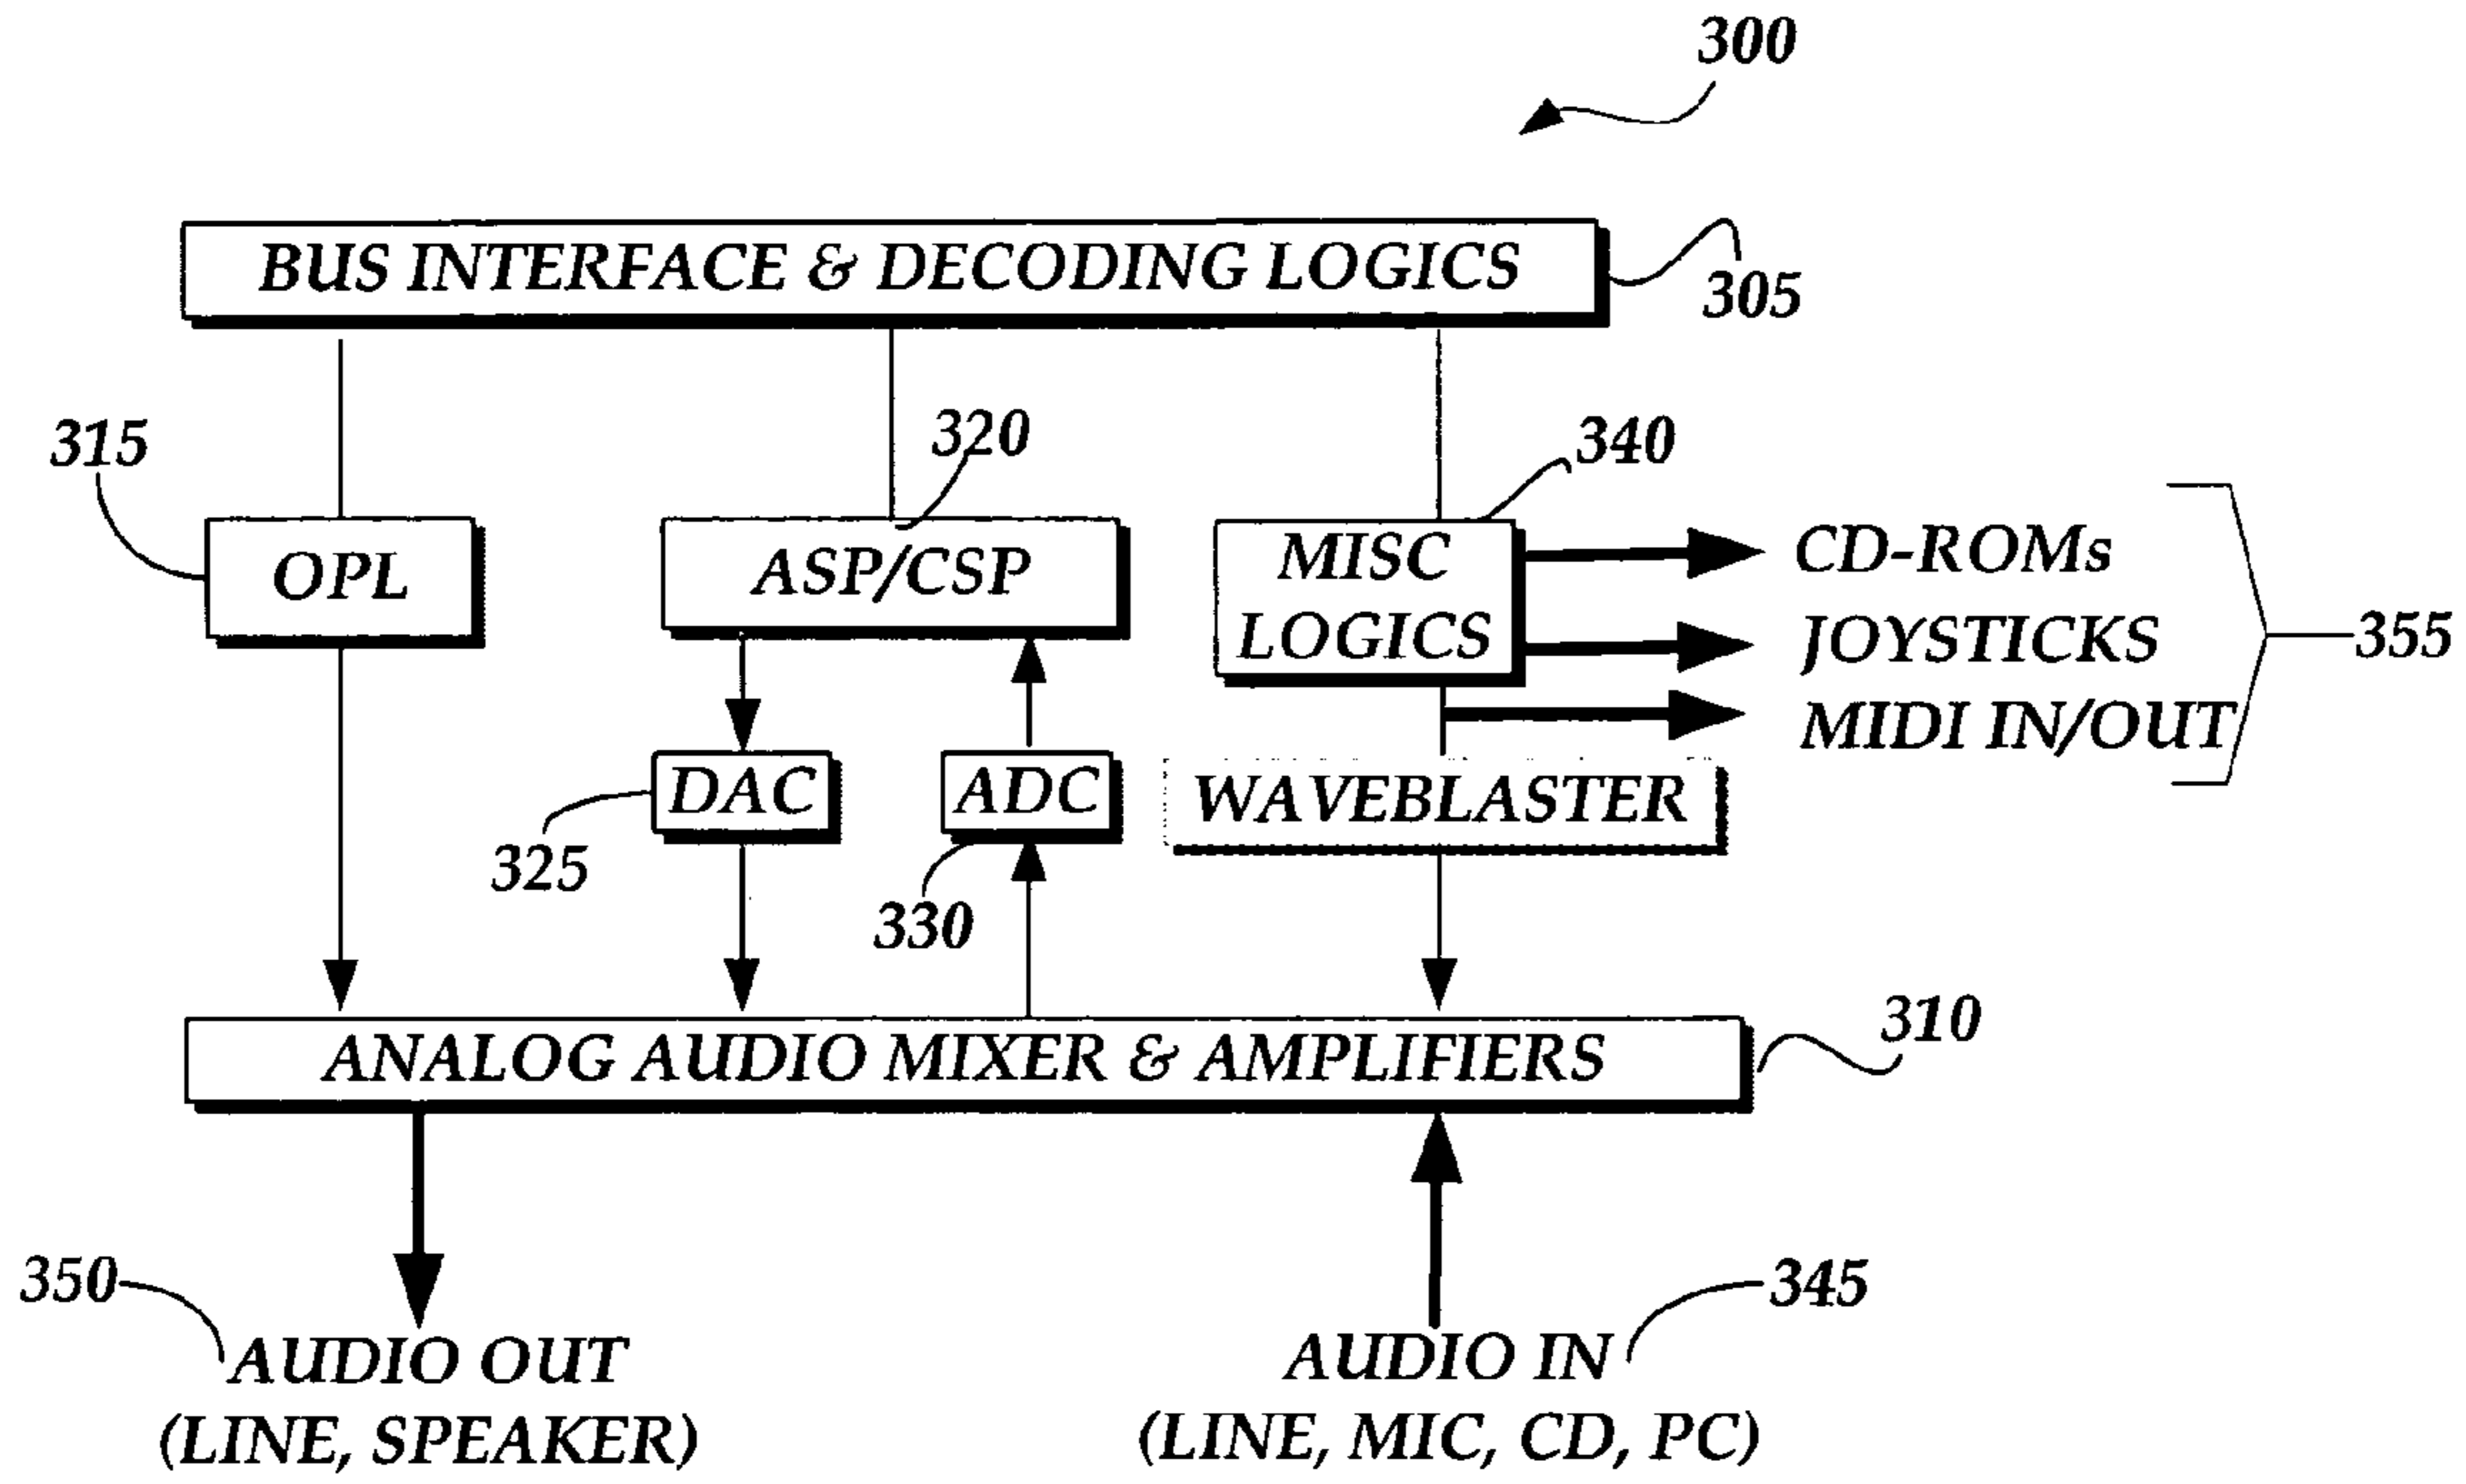 300
BUS INTERFACE & DECODING LOGICS
305
315
320
340
OPL
ASP/CSP
MISC
LOGICS
CD-ROMs
JOYSTICKS
MIDI IN/OUT
355
DAC
ADC
WAVEBLASTER
325
330
ANALOG AUDIO MIXER & AMPLIFIERS
310
350
345
AUDIO OUT
(LINE, SPEAKER)
AUDIO IN
(LINE, MIC, CD, PC)